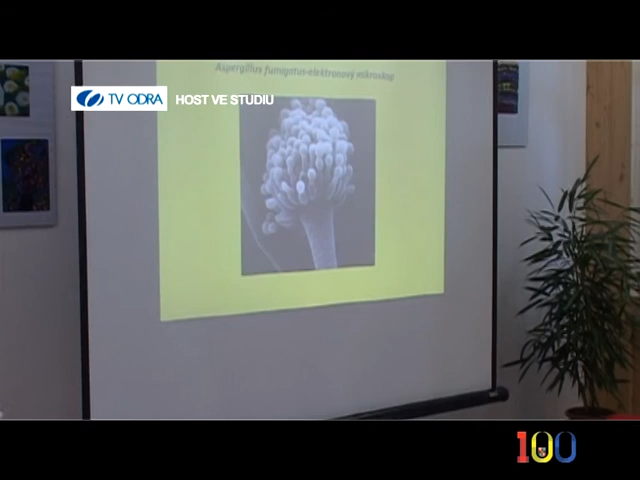 Aspergillus fumigatus-elektronový mikroskop
TV ODRA HOST VE STUDIU
100